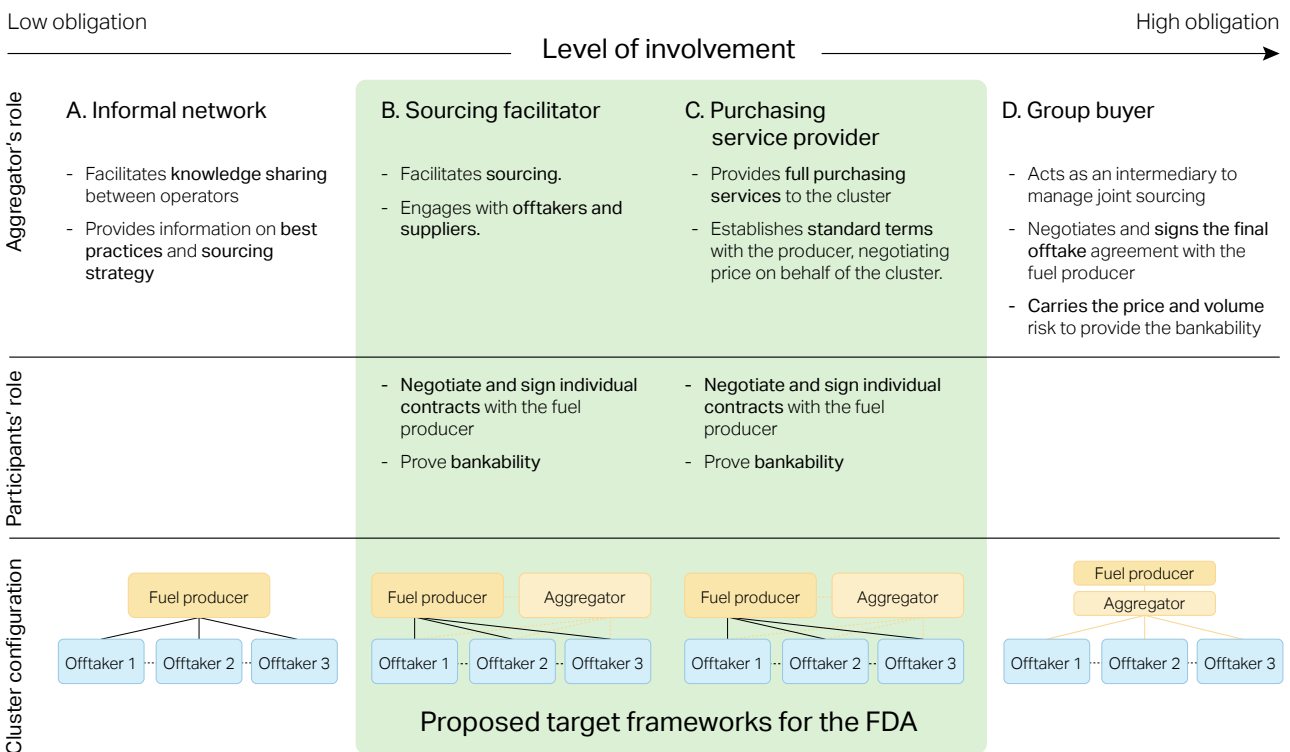 Low obligation
High obligation
Level of involvement
Aggregator's role
A. Informal network
- Facilitates knowledge sharing
between operators
- Provides information on best
practices and sourcing
strategy
B. Sourcing facilitator
- Facilitates sourcing.
- Engages with offtakers and
suppliers.
C. Purchasing
service provider
- Provides full purchasing
services to the cluster
- Establishes standard terms
with the producer, negotiating
price on behalf of the cluster.
D. Group buyer
- Acts as an intermediary to
manage joint sourcing
- Negotiates and signs the final
offtake agreement with the
fuel producer
- Carries the price and volume
risk to provide the bankability
Participants' role
- Negotiate and sign individual
contracts with the fuel
producer
- Prove bankability
- Negotiate and sign individual
contracts with the fuel
producer
- Prove bankability
Cluster configuration
Fuel producer
Offtaker 1
Offtaker 2
Offtaker 3
Fuel producer
Aggregator
Offtaker 1
Offtaker 2
Offtaker 3
Fuel producer
Aggregator
Offtaker 1
Offtaker 2
Offtaker 3
Fuel producer
Aggregator
Offtaker 1
Offtaker 2
Offtaker 3
Proposed target frameworks for the FDA